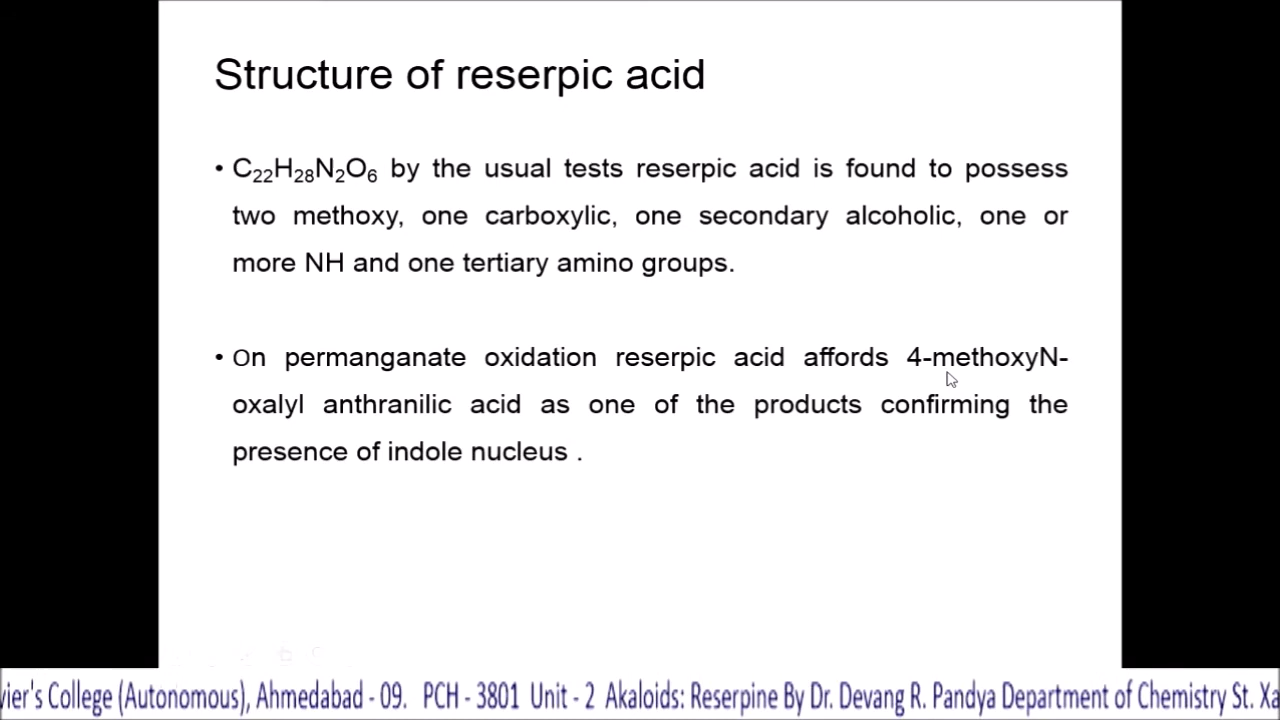 Structure of reserpic acid
• C₂₂H₂₈N₂O₆ by the usual tests reserpic acid is found to possess
two methoxy, one carboxylic, one secondary alcoholic, one or
more NH and one tertiary amino groups.
• On permanganate oxidation reserpic acid affords 4-methoxyN-
oxalyl anthranilic acid as one of the products confirming the
presence of indole nucleus .
vier's College (Autonomous), Ahmedabad - 09. PCH - 3801 Unit - 2 Akaloids: Reserpine By Dr. Devang R. Pandya Department of Chemistry St. Xa